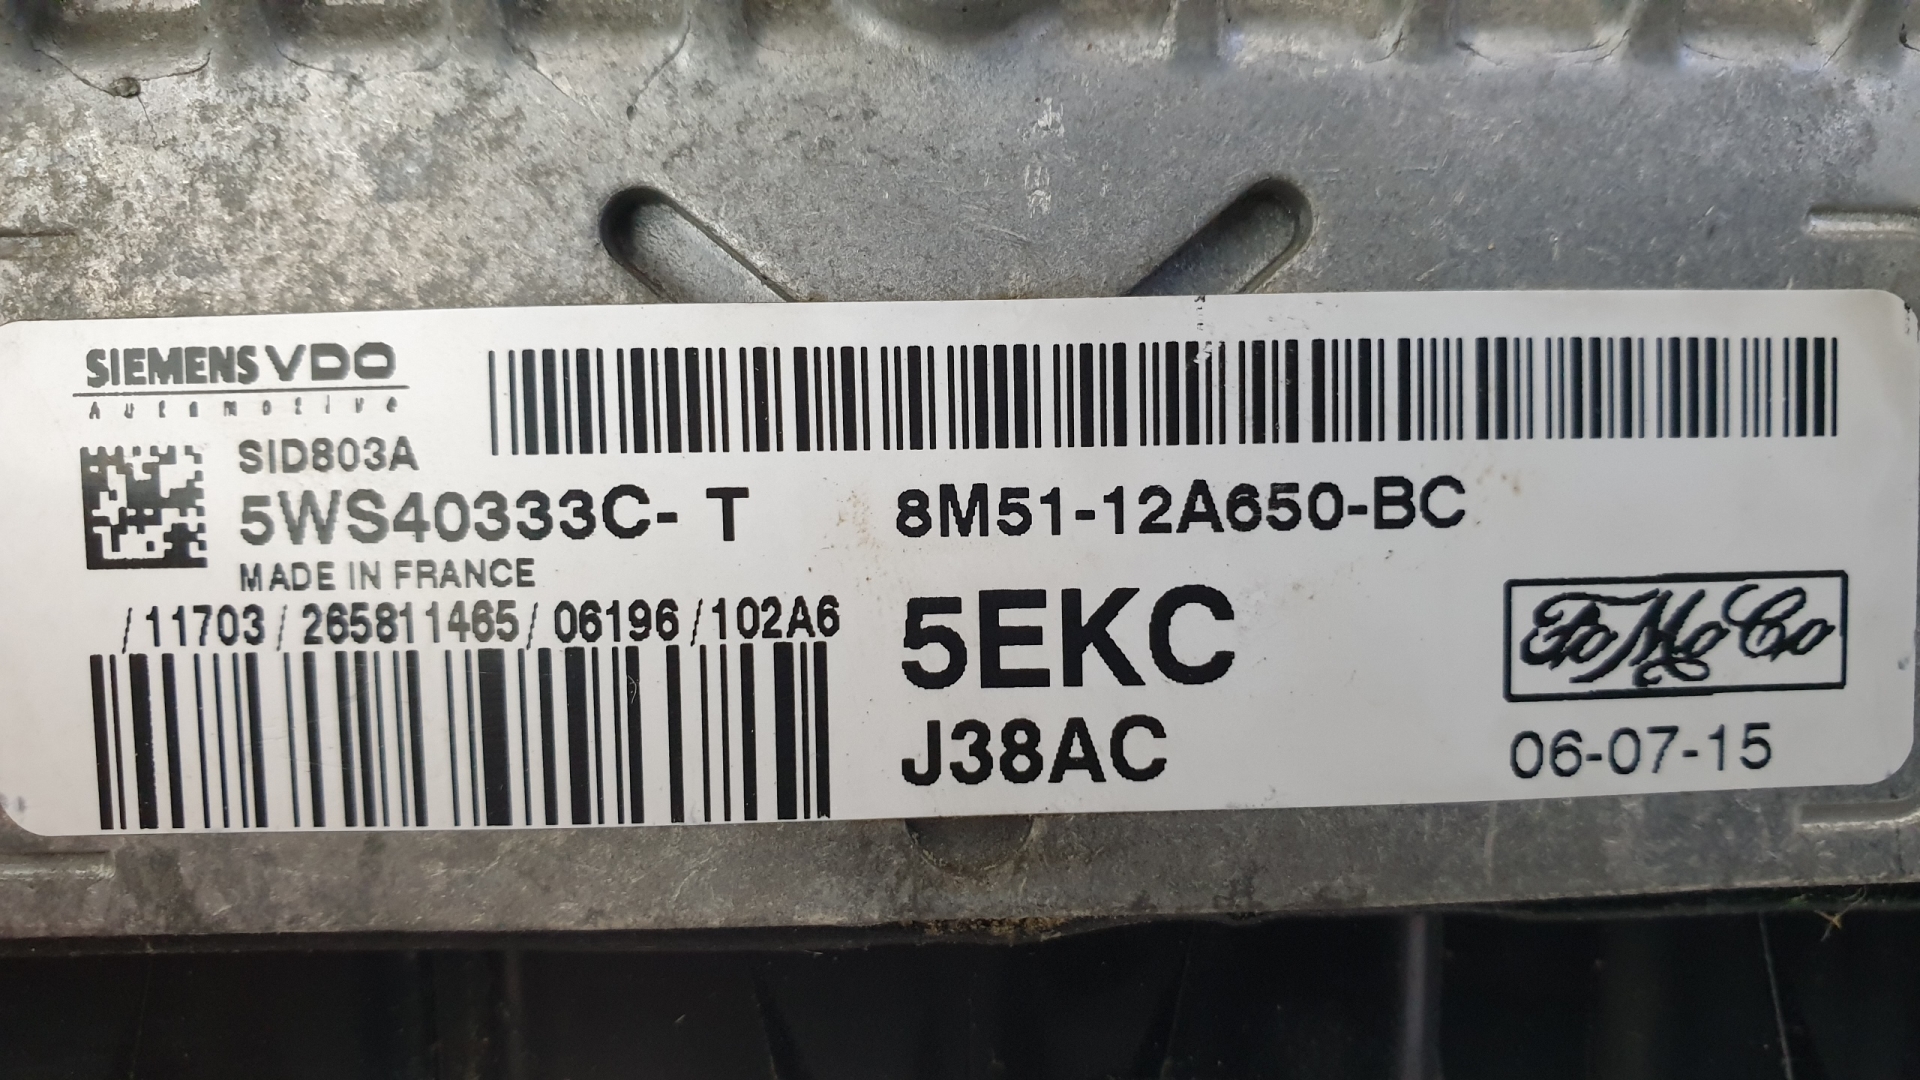 SIEMENS VDO
Automotive
SID803A
5WS40333C- T
8M51-12A650-BC
MADE IN FRANCE
/11703/265811465/06196/102A6
5EKC
FoMoCo
J38AC
06-07-15